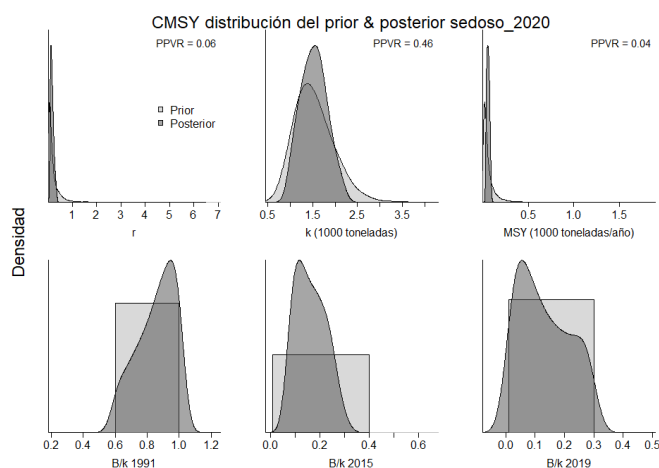 CMSY distribución del prior & posterior sedoso_2020
PPVR = 0.06
PPVR = 0.46
PPVR = 0.04
Prior
Posterior
1 2 3 4 5 6 7
r
0.5 1.5 2.5 3.5
k (1000 toneladas)
0.5 1.0 1.5
MSY (1000 toneladas/año)
Densidad
0.2 0.4 0.6 0.8 1.0 1.2
B/k 1991
0.0 0.2 0.4 0.6
B/k 2015
0.0 0.1 0.2 0.3 0.4
B/k 2019